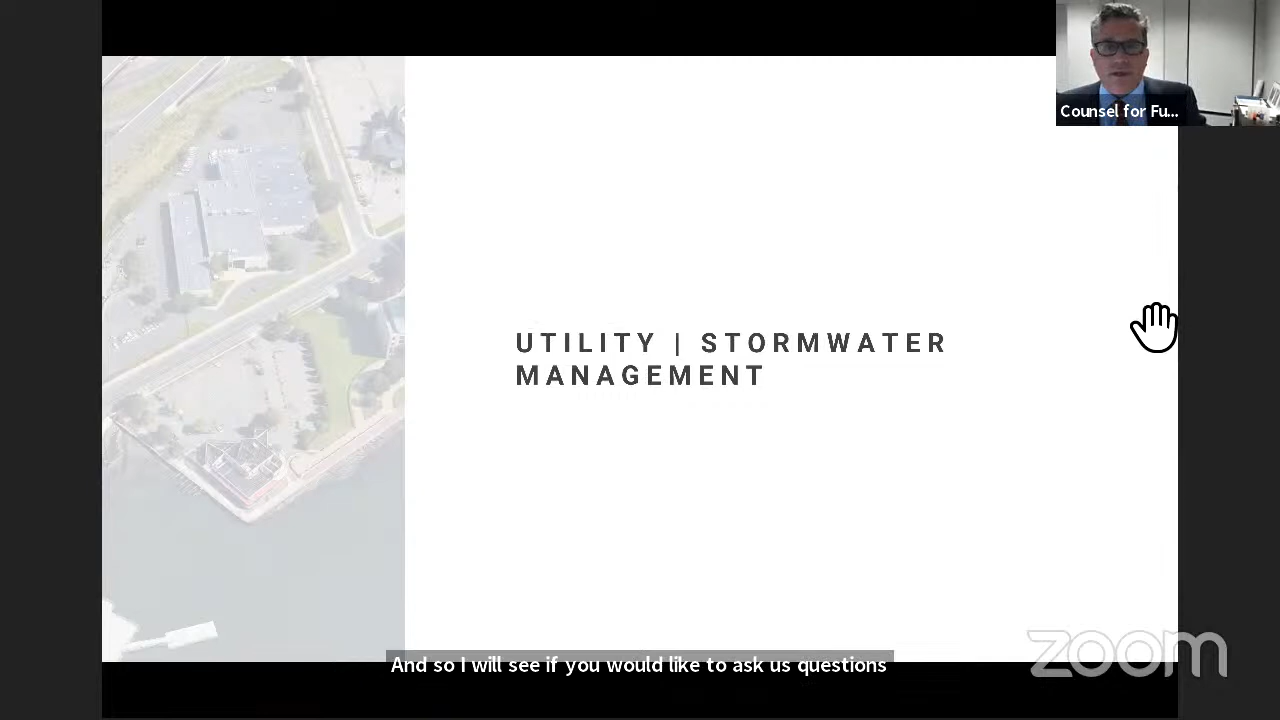 Counsel for Fu...
UTILITY | STORMWATER
MANAGEMENT
zoom
And so I will see if you would like to ask us questions